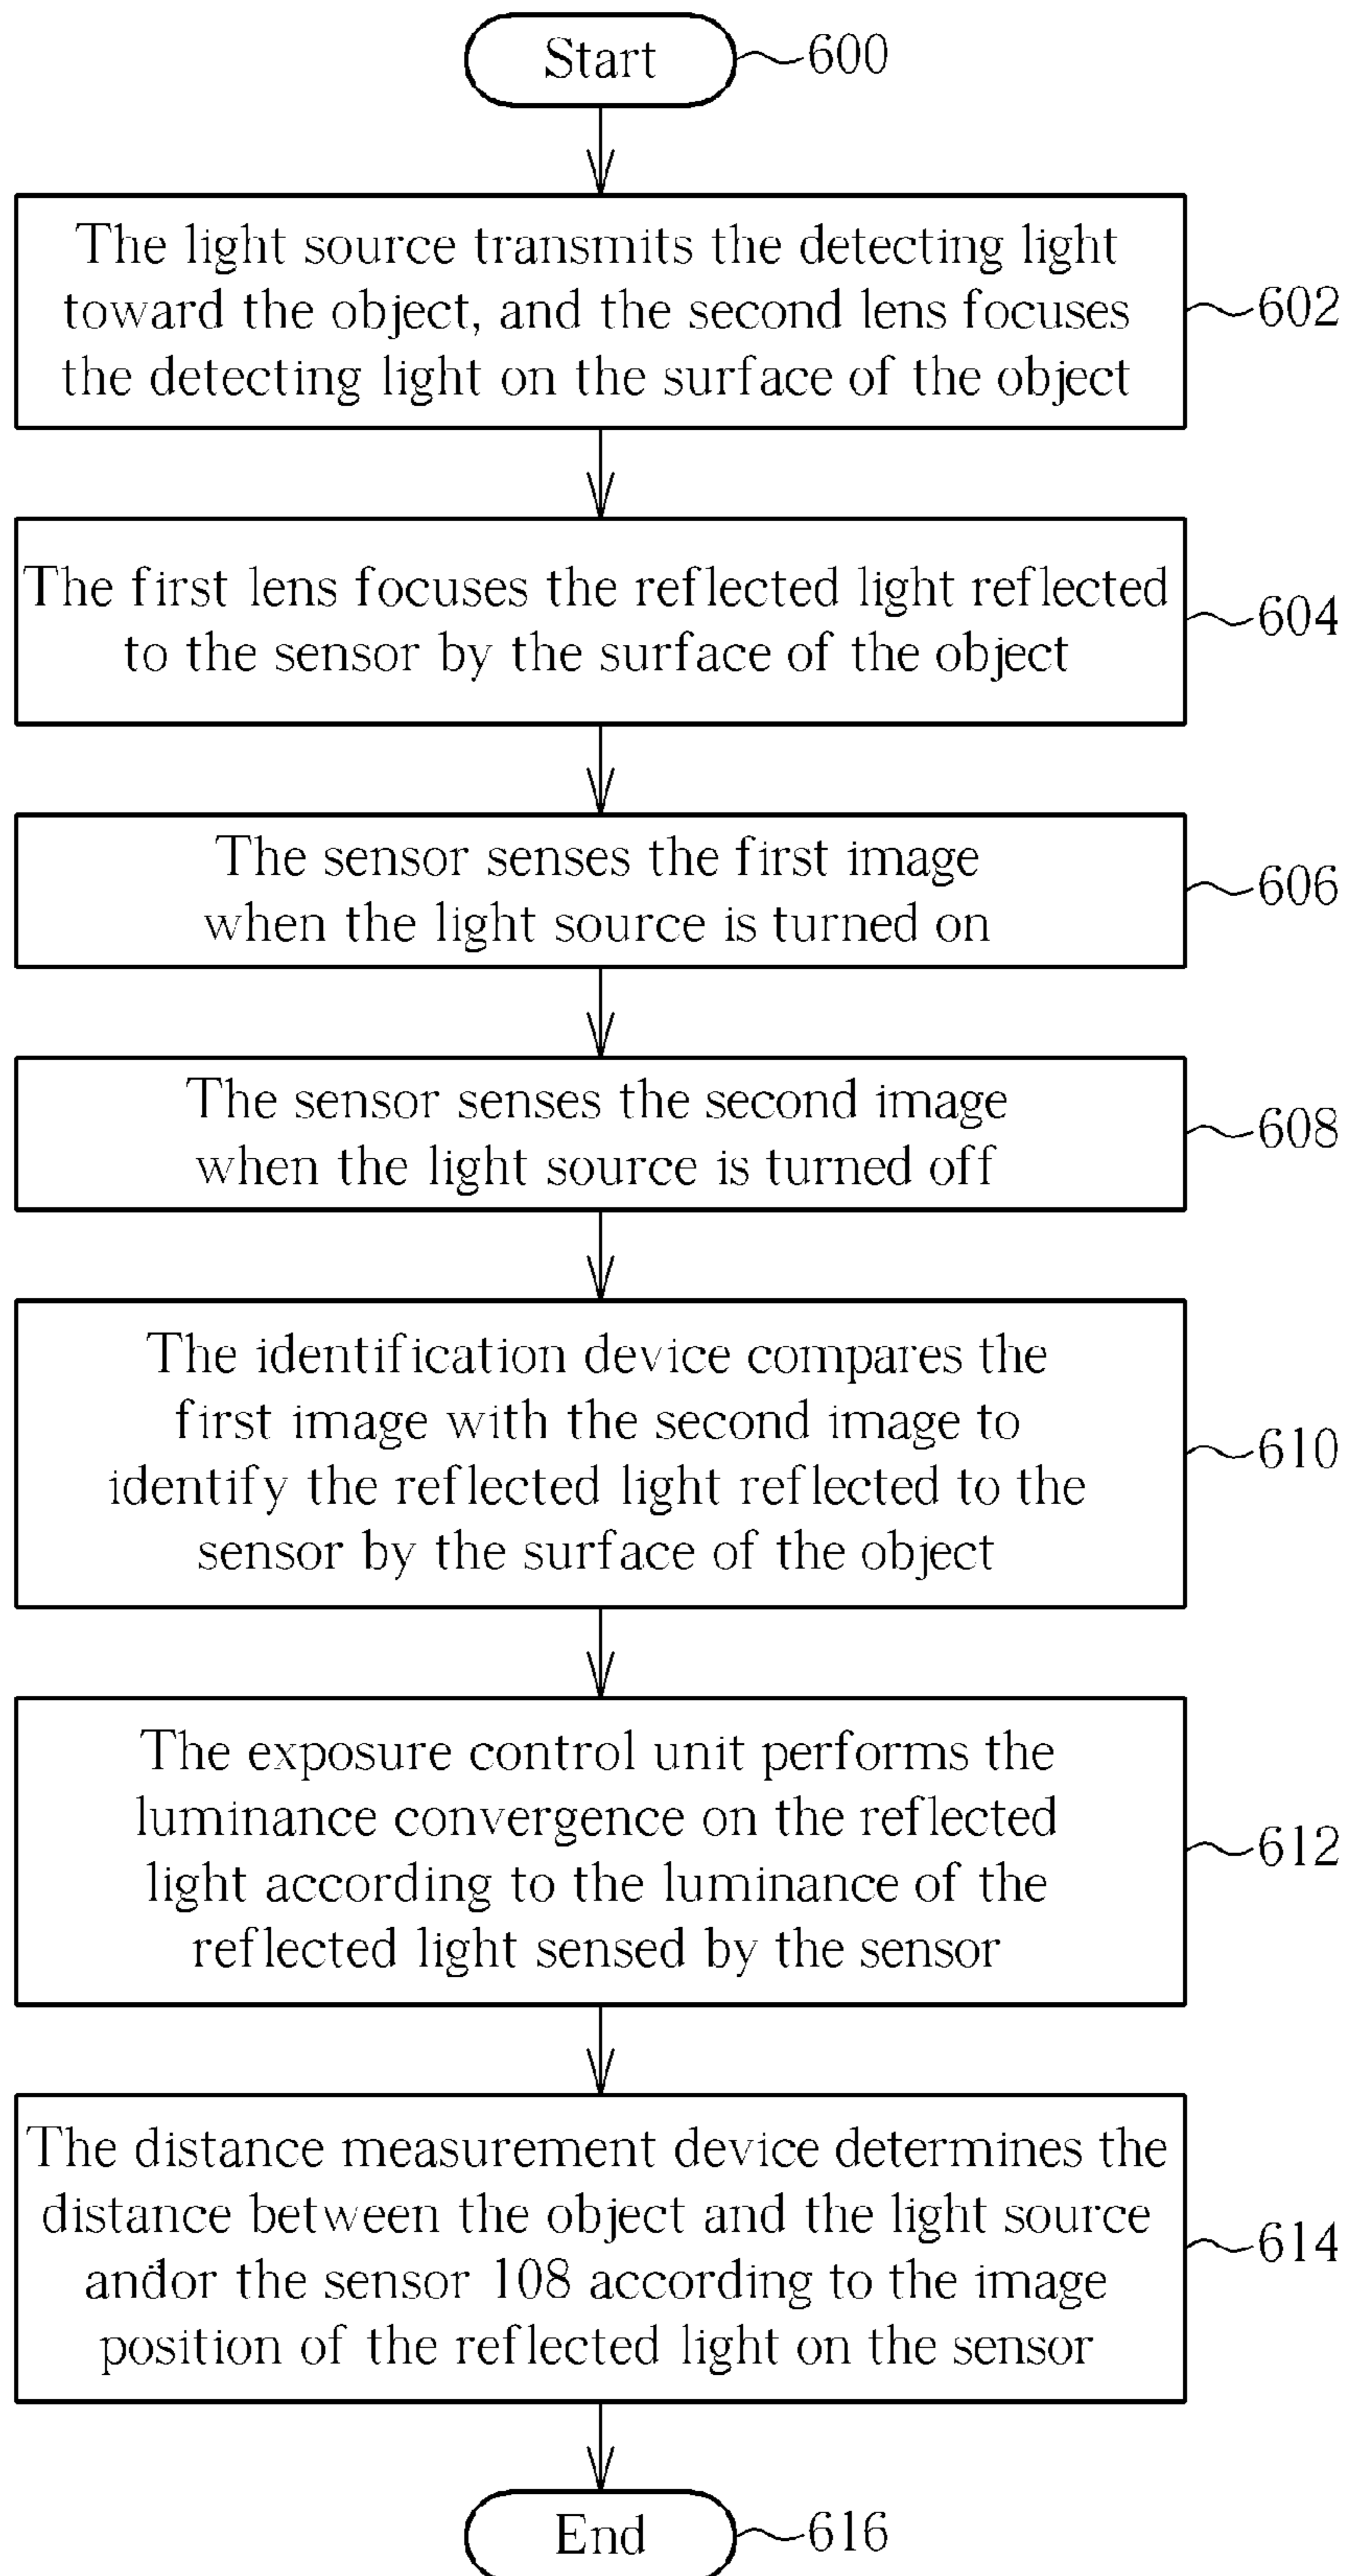 Start
600
The light source transmits the detecting light
toward the object, and the second lens focuses
the detecting light on the surface of the object
602
The first lens focuses the reflected light reflected
to the sensor by the surface of the object
604
The sensor senses the first image
when the light source is turned on
606
The sensor senses the second image
when the light source is turned off
608
The identification device compares the
first image with the second image to
identify the reflected light reflected to the
sensor by the surface of the object
610
The exposure control unit performs the
luminance convergence on the reflected
light according to the luminance of the
reflected light sensed by the sensor
612
The distance measurement device determines the
distance between the object and the light source
andor the sensor 108 according to the image
position of the reflected light on the sensor
614
End
616